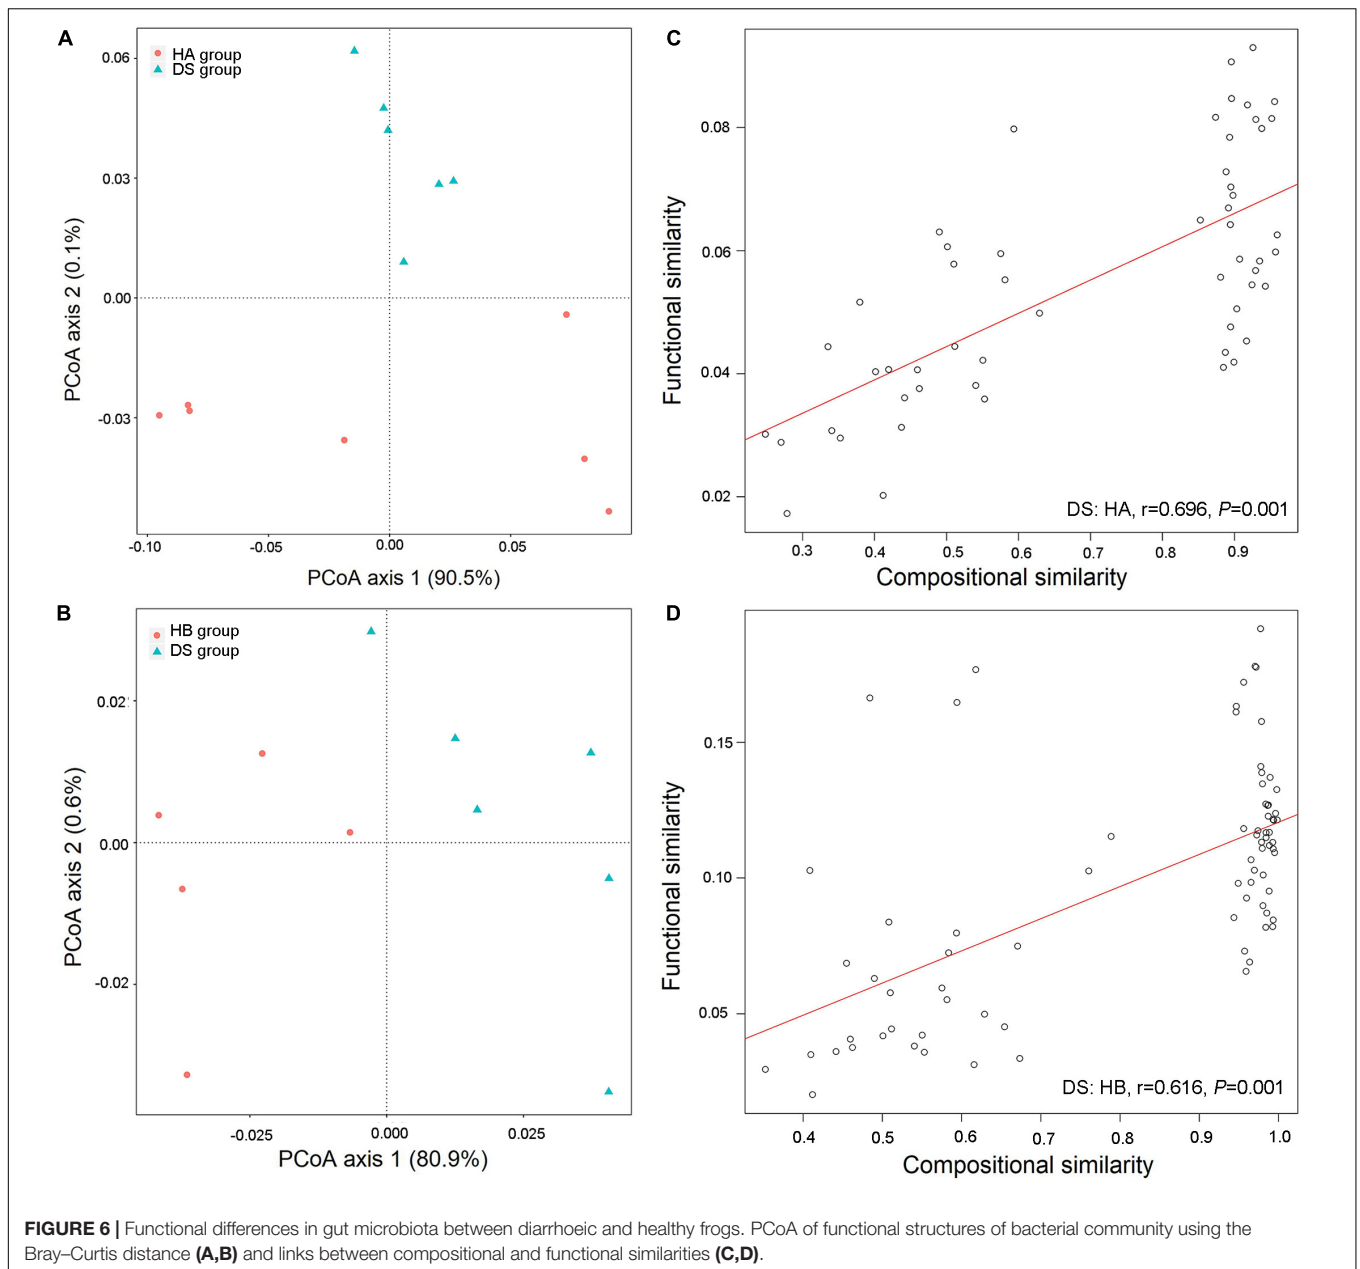 A
HA group
DS group
0.06
0.03
0.00
-0.03
PCoA axis 2 (0.1%)
-0.10
-0.05
0.00
0.05
PCoA axis 1 (90.5%)
C
0.08
0.06
0.04
0.02
Functional similarity
DS: HA, r=0.696, P=0.001
0.3
0.4
0.5
0.6
0.7
0.8
0.9
Compositional similarity
B
HB group
DS group
0.02
0.00
-0.02
PCoA axis 2 (0.6%)
-0.025
0.000
0.025
PCoA axis 1 (80.9%)
D
0.15
0.10
0.05
Functional similarity
DS: HB, r=0.616, P=0.001
0.4
0.5
0.6
0.7
0.8
0.9
1.0
Compositional similarity
FIGURE 6 | Functional differences in gut microbiota between diarrhoeic and healthy frogs. PCoA of functional structures of bacterial community using the
Bray–Curtis distance (A,B) and links between compositional and functional similarities (C,D).